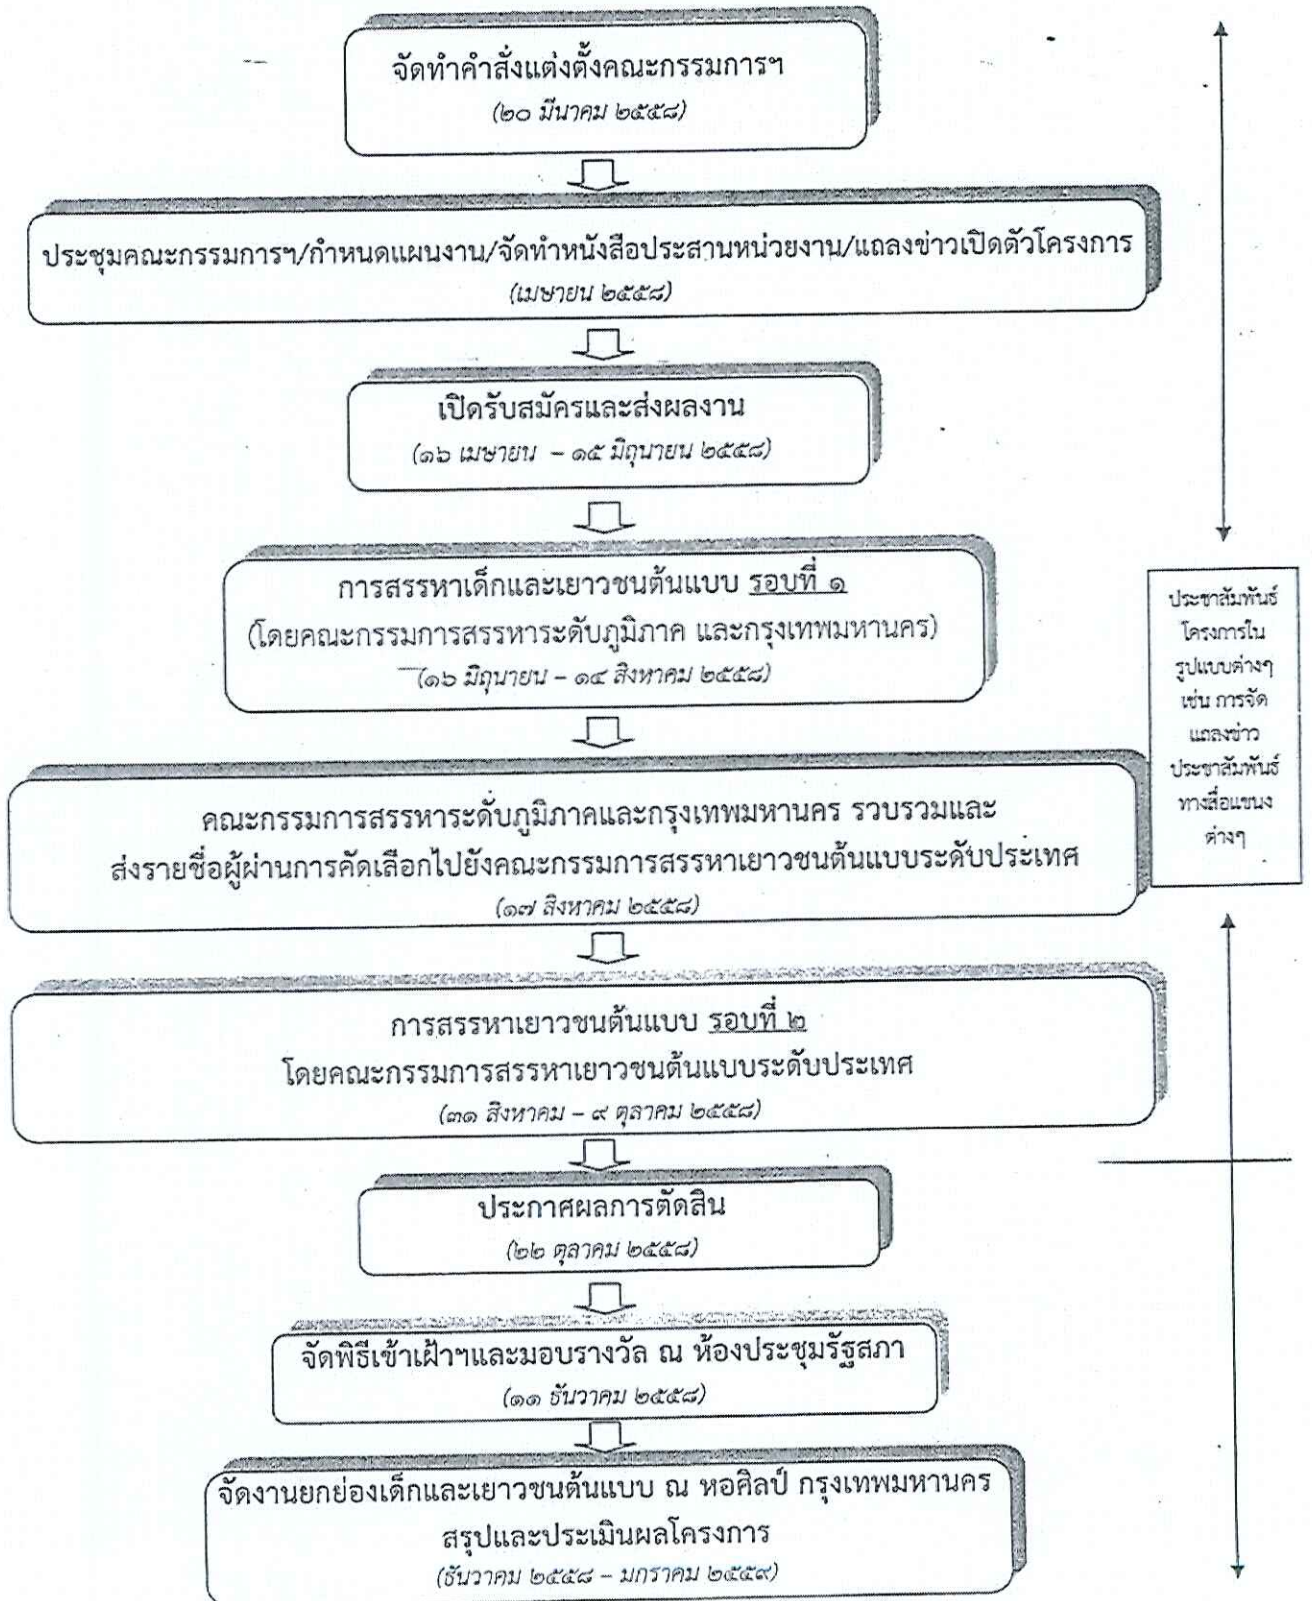 จัดทำคำสั่งแต่งตั้งคณะกรรมการฯ
(๒๐ มีนาคม ๒๕๕๘)
ประชุมคณะกรรมการฯ/กำหนดแผนงาน/จัดทำหนังสือประสานหน่วยงาน/แถลงข่าวเปิดตัวโครงการ
(เมษายน ๒๕๕๘)
เปิดรับสมัครและส่งผลงาน
(๑๖ เมษายน – ๑๕ มิถุนายน ๒๕๕๘)
การสรรหาเด็กและเยาวชนต้นแบบ รอบที่ ๑
(โดยคณะกรรมการสรรหาระดับภูมิภาค และกรุงเทพมหานคร)
(๑๖ มิถุนายน – ๑๔ สิงหาคม ๒๕๕๘)
คณะกรรมการสรรหาระดับภูมิภาคและกรุงเทพมหานคร รวบรวมและ
ส่งรายชื่อผู้ผ่านการคัดเลือกไปยังคณะกรรมการสรรหาเยาวชนต้นแบบระดับประเทศ
(๑๗ สิงหาคม ๒๕๕๘)
การสรรหาเยาวชนต้นแบบ รอบที่ ๒
โดยคณะกรรมการสรรหาเยาวชนต้นแบบระดับประเทศ
(๓๑ สิงหาคม – ๙ ตุลาคม ๒๕๕๘)
ประกาศผลการตัดสิน
(๒๒ ตุลาคม ๒๕๕๘)
จัดพิธีเข้าเฝ้าฯและมอบรางวัล ณ ห้องประชุมรัฐสภา
(๑๑ ธันวาคม ๒๕๕๘)
จัดงานยกย่องเด็กและเยาวชนต้นแบบ ณ หอศิลป์ กรุงเทพมหานคร
สรุปและประเมินผลโครงการ
(ธันวาคม ๒๕๕๘ – มกราคม ๒๕๕๙)
ประชาสัมพันธ์
โครงการใน
รูปแบบต่างๆ
เช่น การจัด
แถลงข่าว
ประชาสัมพันธ์
ทางสื่อแขนง
ต่างๆ